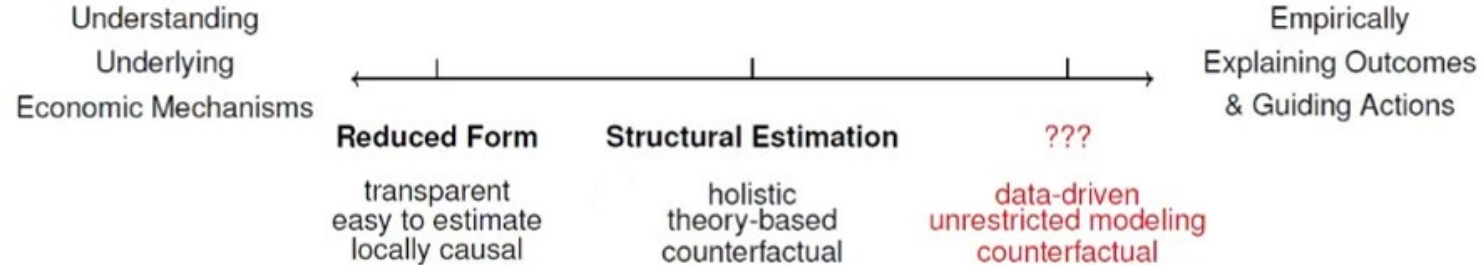 Understanding
Underlying
Economic Mechanisms
Empirically
Explaining Outcomes
& Guiding Actions
Reduced Form
transparent
easy to estimate
locally causal
Structural Estimation
holistic
theory-based
counterfactual
???
data-driven
unrestricted modeling
counterfactual